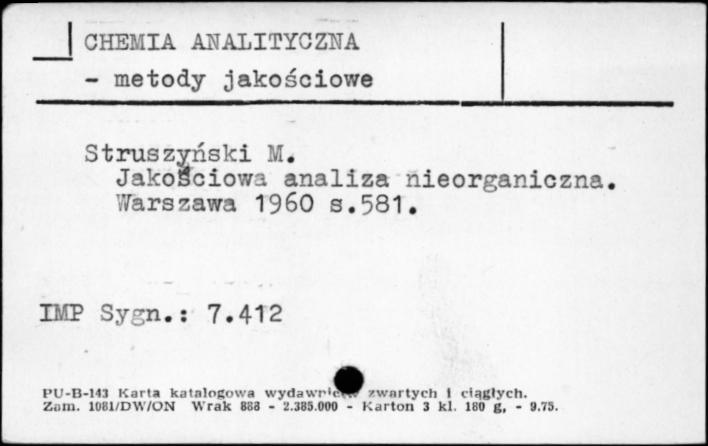 CHEMIA ANALITYCZNA
- metody jakościowe
Struszyński M.
Jakościowa analiza nieorganiczna.
Warszawa 1960 s.581.
IMP Sygn.: 7.412
PU-B-143 Karta katalogowa zwartych i ciągłych.
Zam. 1081/DW/ON Wrak 888 - 2.385.000 - Karton 3 kl. 180 g, - 9.75.